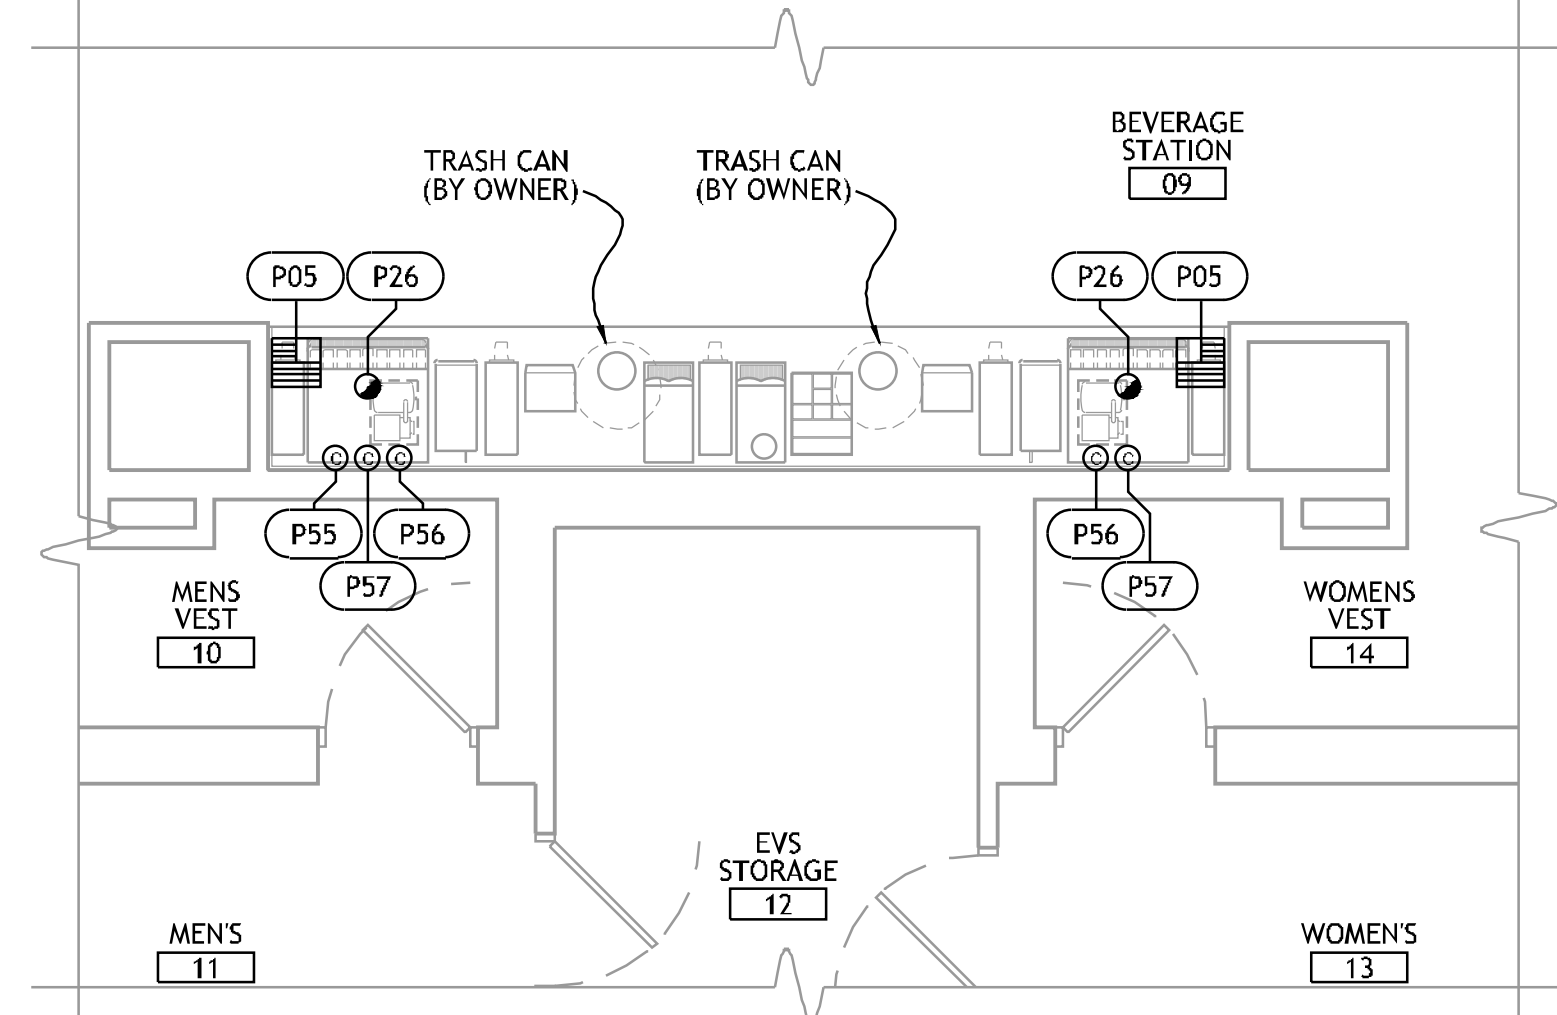 BEVERAGE
STATION
09
TRASH CAN
(BY OWNER)
TRASH CAN
(BY OWNER)
P05
P26
P26
P05
C
C
C
C
C
P55
P56
P57
P56
P57
MENS
VEST
10
WOMENS
VEST
14
EVS
STORAGE
12
MEN'S
11
WOMEN'S
13